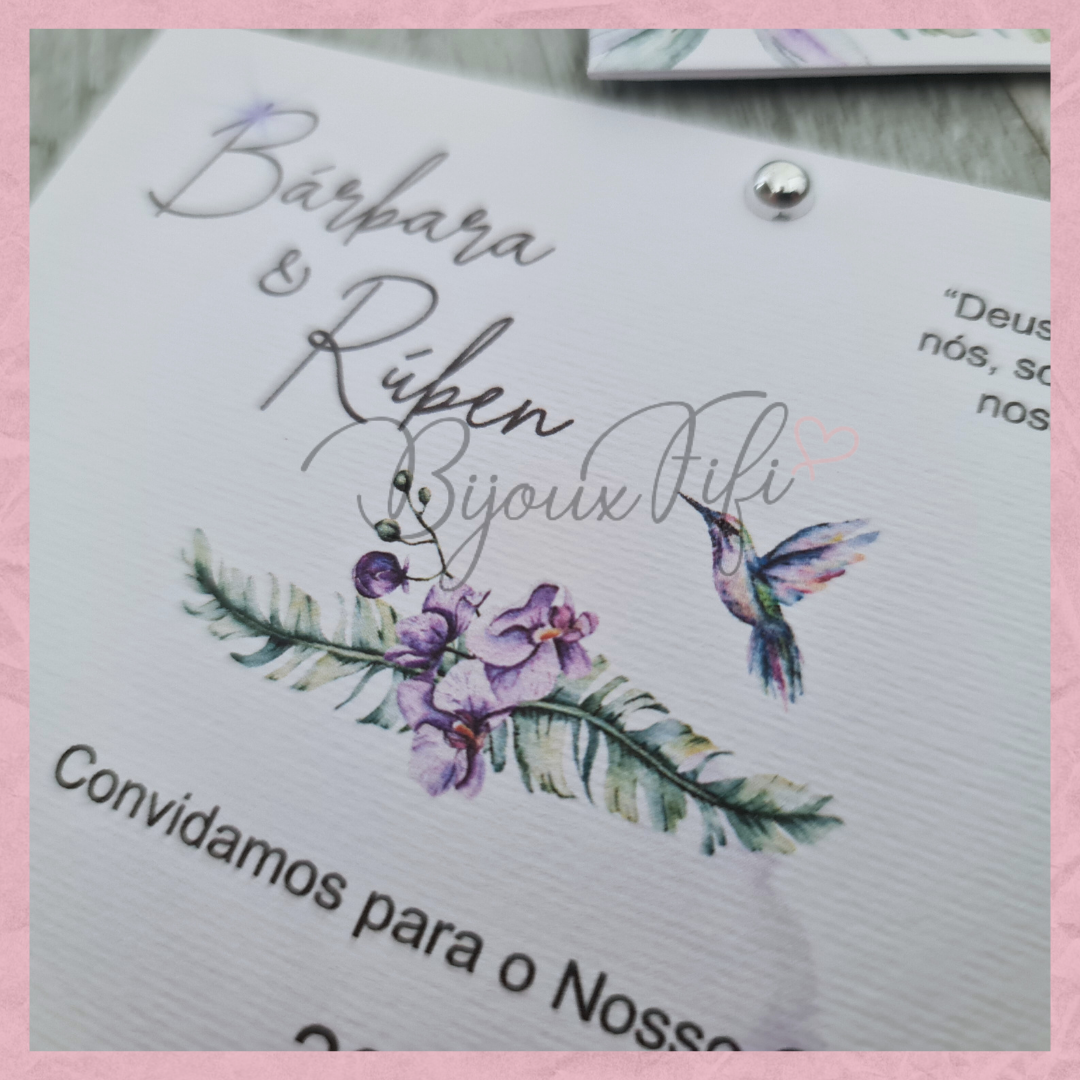 Bárbara
& Rúben
Bijoux Fifi
"Deus
nós,
Convidamos para o Nosso